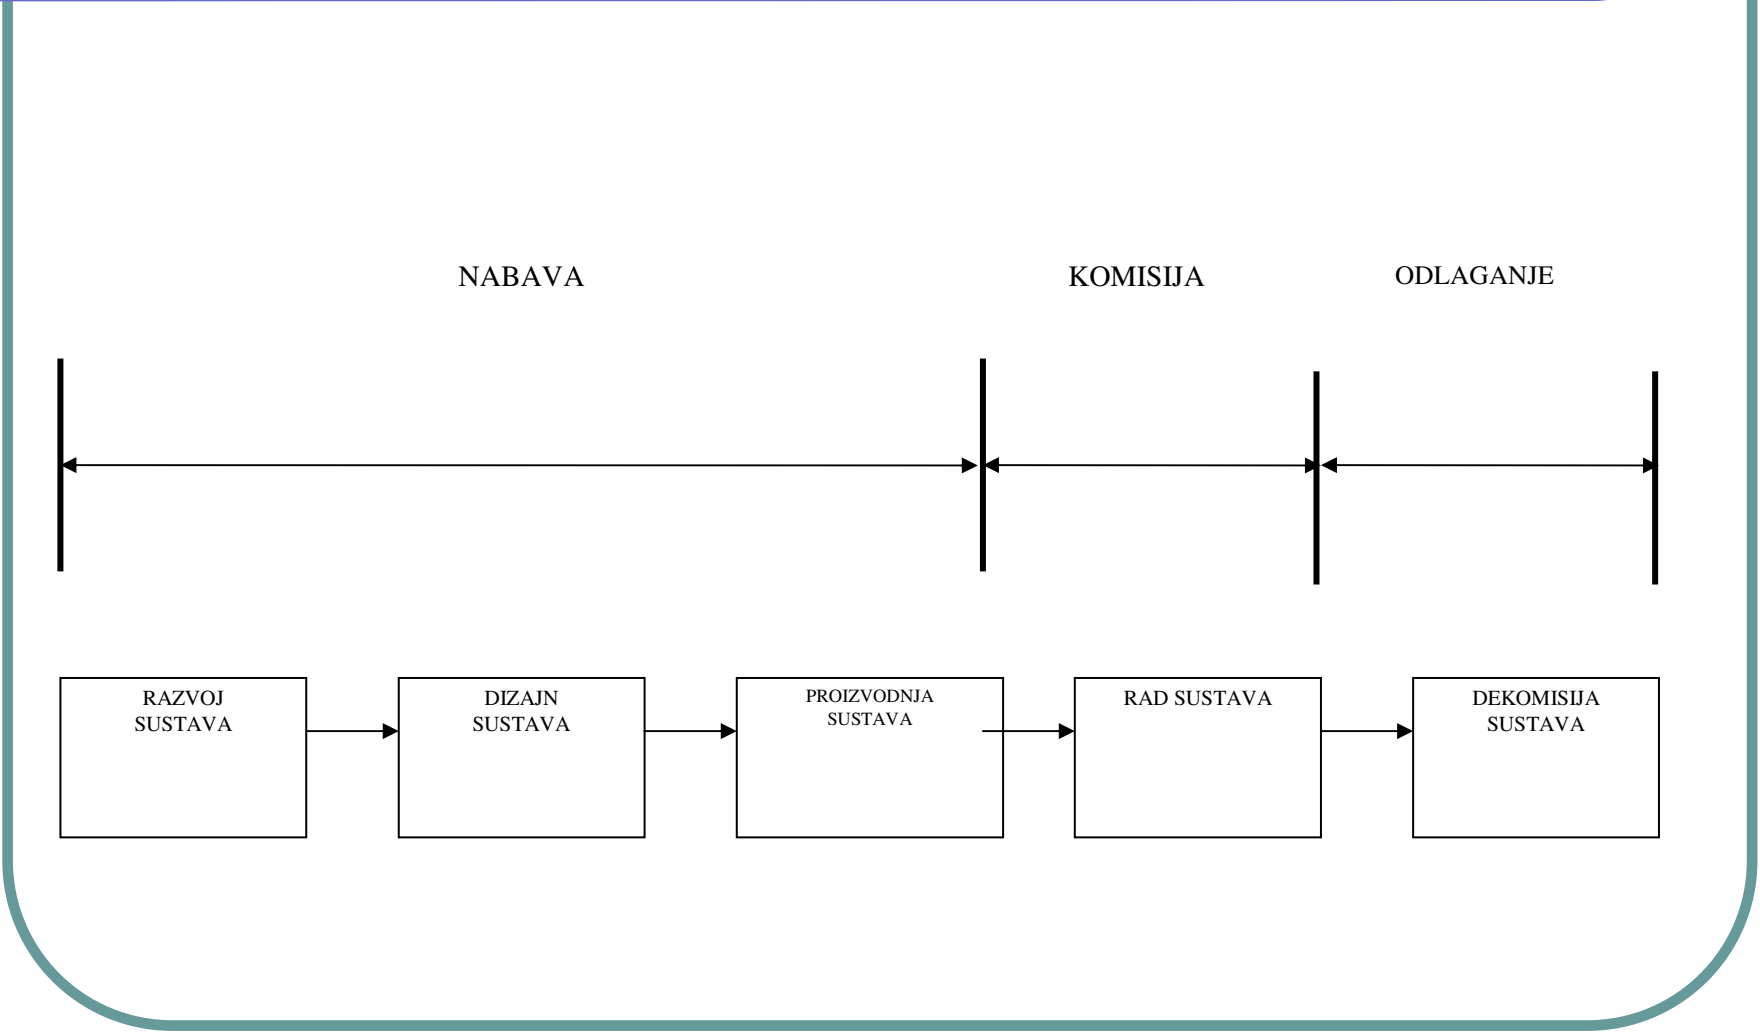 NABAVA
KOMISIJA
ODLAGANJE
RAZVOJ
SUSTAVA
DIZAJN
SUSTAVA
PROIZVODNJA
SUSTAVA
RAD SUSTAVA
DEKOMISIJA
SUSTAVA